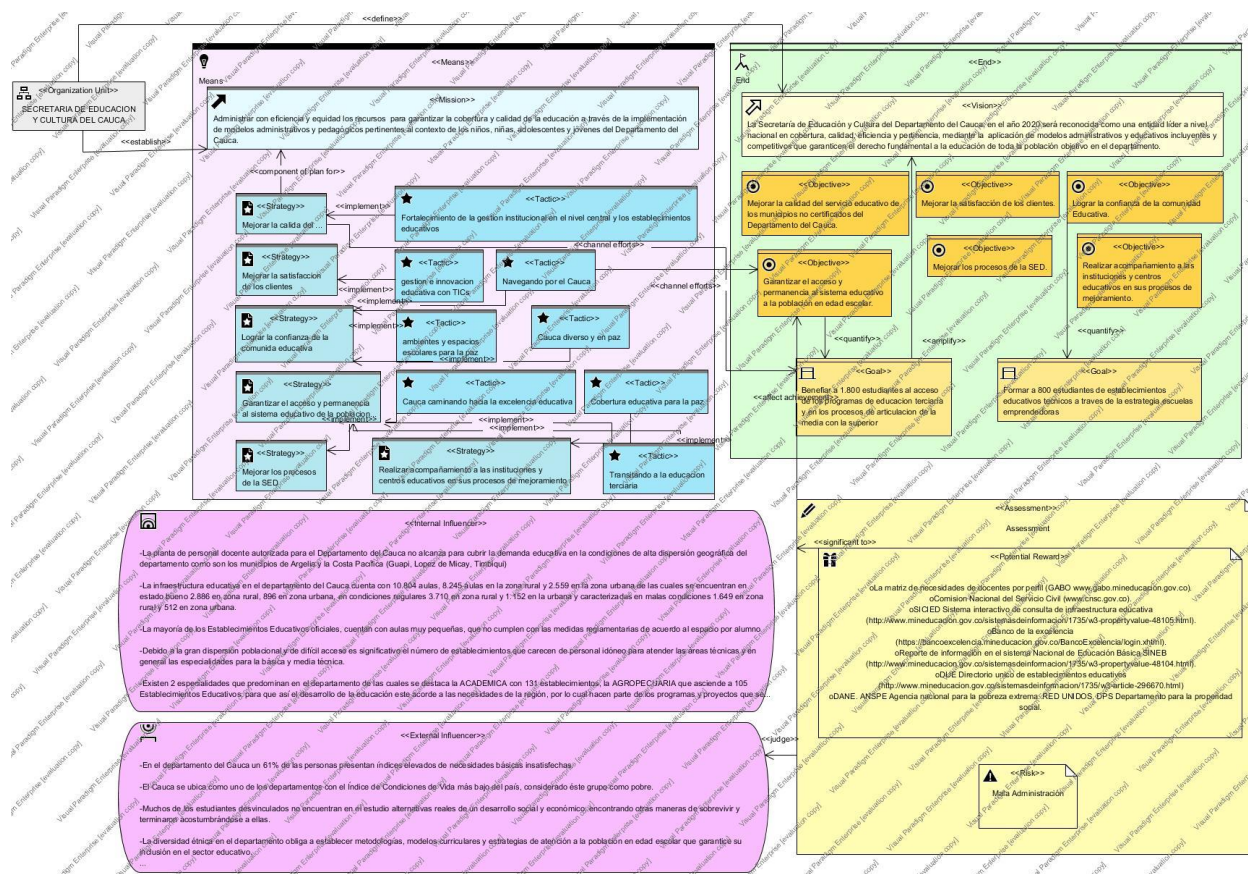 <<define>>
<<Organization Unit>>
SECRETARIA DE EDUCACION
Y CULTURA DEL CAUCA
<<establish>>
<<Means>>
Means
<<Mission>>
Administrar con eficiencia y equidad los recursos para garantizar la cobertura y calidad de la educación a través de la implementación
de modelos administrativos y pedagógicos pertinentes al contexto de los niños, niñas, adolescentes y jóvenes del Departamento del
Cauca.
<<component of plan for>>
<<Strategy>>
Mejorar la calida del ...
<<implement>>
<<Tactic>>
Fortalecimiento de la gestion institucional en el nivel central y los establecimientos
educativos
<<channel efforts>>
<<Strategy>>
Mejorar la satisfaccion
de los clientes
<<implement>>
<<Tactic>>
gestion e innovacion
educativa con TICs
<<Tactic>>
Navegando por el Cauca
<<channel efforts>>
<<implement>>
<<Strategy>>
Lograr la confianza de la
comunida educativa
<<implement>>
<<Tactic>>
ambientes y espacios
escolares para la paz
<<Tactic>>
Cauca diverso y en paz
<<implement>>
<<Strategy>>
Garantizar el acceso y permanencia
al sistema educativo de la poblacion
<<implement>>
<<Tactic>>
Cauca caminando hacia la excelencia educativa
<<Tactic>>
Cobertura educativa para la paz
<<implement>>
<<implement>>
<<implement>>
<<Strategy>>
Mejorar los procesos
de la SED
<<Strategy>>
Realizar acompañamiento a las instituciones y
centros educativos en sus procesos de mejoramiento
<<Tactic>>
Transitando a la educacion
terciaria
<<End>>
End
<<Vision>>
La Secretaría de Educación y Cultura del Departamento del Cauca, en el año 2020 será reconocida como una entidad líder a nivel
nacional en cobertura, calidad, eficiencia y pertinencia, mediante la aplicación de modelos administrativos y educativos incluyentes y
competitivos que garanticen el derecho fundamental a la educación de toda la población objetivo en el departamento.
<<Objective>>
Mejorar la calidad del servicio educativo de
los municipios no certificados del
Departamento del Cauca.
<<Objective>>
Mejorar la satisfacción de los clientes.
<<Objective>>
Lograr la confianza de la comunidad
Educativa.
<<Objective>>
Garantizar el acceso y
permanencia al sistema educativo
a la población en edad escolar.
<<Objective>>
Mejorar los procesos de la SED.
<<Objective>>
Realizar acompañamiento a las
instituciones y centros
educativos en sus procesos de
mejoramiento.
<<quantify>>
<<amplify>>
<<quantify>>
<<affect achievement>>
<<Goal>>
Benefiar a 1.800 estudiantes al acceso
de los programas de educacion terciaria
y en los procesos de articulacion de la
media con la superior
<<Goal>>
Formar a 800 estudiantes de establecimientos
educativos tecnicos a traves de la estrategia escuelas
emprendedoras
<<Internal Influencer>>
-La planta de personal docente autorizada para el Departamento del Cauca no alcanza para cubrir la demanda educativa en la condiciones de alta dispersión geográfica del
departamento como son los municipios de Argelia y la Costa Pacífica (Guapi, Lopez de Micay, Timbiqui)
-La infraestructura educativa en el departamento del Cauca cuenta con 10.804 aulas, 8.245 aulas en la zona rural y 2.559 en la zona urbana de las cuales se encuentran en
estado bueno 2.886 en zona rural, 896 en zona urbana, en condiciones regulares 3.710 en zona rural y 1.152 en la urbana y caracterizadas en malas condiciones 1.649 en zona
rural y 512 en zona urbana.
-La mayoría de los Establecimientos Educativos oficiales, cuentan con aulas muy pequeñas, que no cumplen con las medidas reglamentarias de acuerdo al espacio por alumno.
-Debido a la gran dispersión poblacional y de difícil acceso es significativo el número de establecimientos que carecen de personal idóneo para atender las áreas técnicas y en
general las especialidades para la básica y media técnica.
-Existen 2 especialidades que predominan en el departamento de las cuales se destaca la ACADEMICA con 131 establecimientos, la AGROPECUARIA que asciende a 105
Establecimientos Educativos, para que así el desarrollo de la educación este acorde a las necesidades de la región, por lo cual hacen parte de los programas y proyectos que se...
<<External Influencer>>
-En el departamento del Cauca un 61% de las personas presentan índices elevados de necesidades básicas insatisfechas
-El Cauca se ubica como uno de los departamentos con el Índice de Condiciones de Vida más bajo del país, considerado éste grupo como pobre.
-Muchos de los estudiantes desvinculados no encuentran en el estudio alternativas reales de un desarrollo social y económico; encontrando otras maneras de sobrevivir y
terminaron acostumbrándose a ellas.
-La diversidad étnica en el departamento obliga a establecer metodologías, modelos curriculares y estrategias de atención a la población en edad escolar que garantice su
inclusión en el sector educativo.
...
<<significant to>>
<<judge>>
<<Assessment>>
Assessment
<<Potential Reward>>
oLa matriz de necesidades de docentes por perfil (GABO www.gabo.mineducacion.gov.co).
oComision Nacional del Servicio Civil (www.cnsc.gov.co).
oSICIED Sistema interactivo de consulta de infraestructura educativa
(http://www.mineducacion.gov.co/sistemasdeinformacion/1735/w3-propertyvalue-48105.html).
oBanco de la excelencia
(https://bancoexcelencia.mineducacion.gov.co/BancoExcelencia/login.xhtml).
oReporte de información en el sistema Nacional de Educación Básica SINEB
(http://www.mineducacion.gov.co/sistemasdeinformacion/1735/w3-propertyvalue-48104.html).
oDUE Directorio unico de establecimientos educativos
(http://www.mineducacion.gov.co/sistemasdeinformacion/1735/w3-article-296670.html)
oDANE. ANSPE Agencia nacional para la pobreza extrema. RED UNIDOS, DPS Departamento para la properidad
social.
<<Risk>>
Malta Administración
Visual Paradigm Enterprise [evaluation copy]